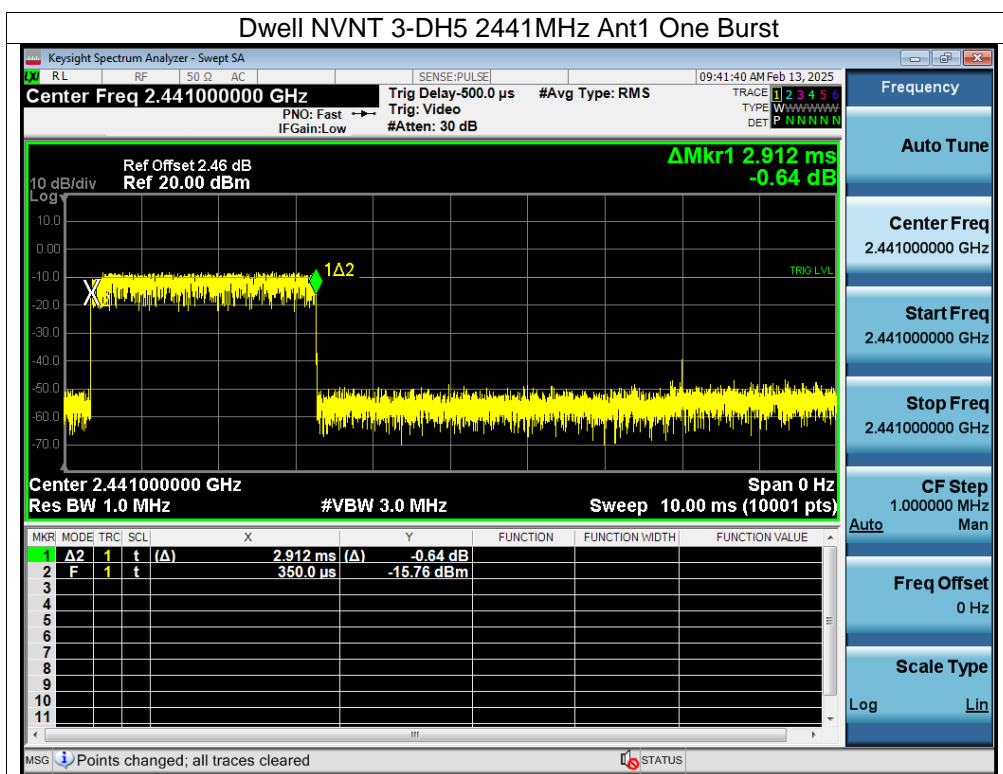 Dwell NVNT 3-DH5 2441MHz Ant1 One Burst
Keysight Spectrum Analyzer - Swept SA
LXI RL RF 50 Ω AC SENSE:PULSE 09:41:40 AM Feb 13, 2025
Center Freq 2.441000000 GHz
PNO: Fast
IFGain:Low
Trig Delay-500.0 µs
Trig: Video
#Atten: 30 dB
#Avg Type: RMS
TRACE 1 2 3 4 5 6
TYPE WWWWWWW
DET P N N N N N
Ref Offset 2.46 dB
10 dB/div Ref 20.00 dBm
Log
ΔMkr1 2.912 ms
-0.64 dB
10.0
0.00
-10.0
-20.0
-30.0
-40.0
-50.0
-60.0
-70.0
1Δ2
TRIG LVL
Center 2.441000000 GHz Span 0 Hz
Res BW 1.0 MHz #VBW 3.0 MHz Sweep 10.00 ms (10001 pts)
MKR MODE TRC SCL X Y FUNCTION FUNCTION WIDTH FUNCTION VALUE
1 Δ2 1 t (Δ) 2.912 ms (Δ) -0.64 dB
2 F 1 t 350.0 µs -15.76 dBm
3
4
5
6
7
8
9
10
11
MSG Points changed; all traces cleared STATUS
Frequency
Auto Tune
Center Freq
2.441000000 GHz
Start Freq
2.441000000 GHz
Stop Freq
2.441000000 GHz
CF Step
1.000000 MHz
Auto Man
Freq Offset
0 Hz
Scale Type
Log Lin